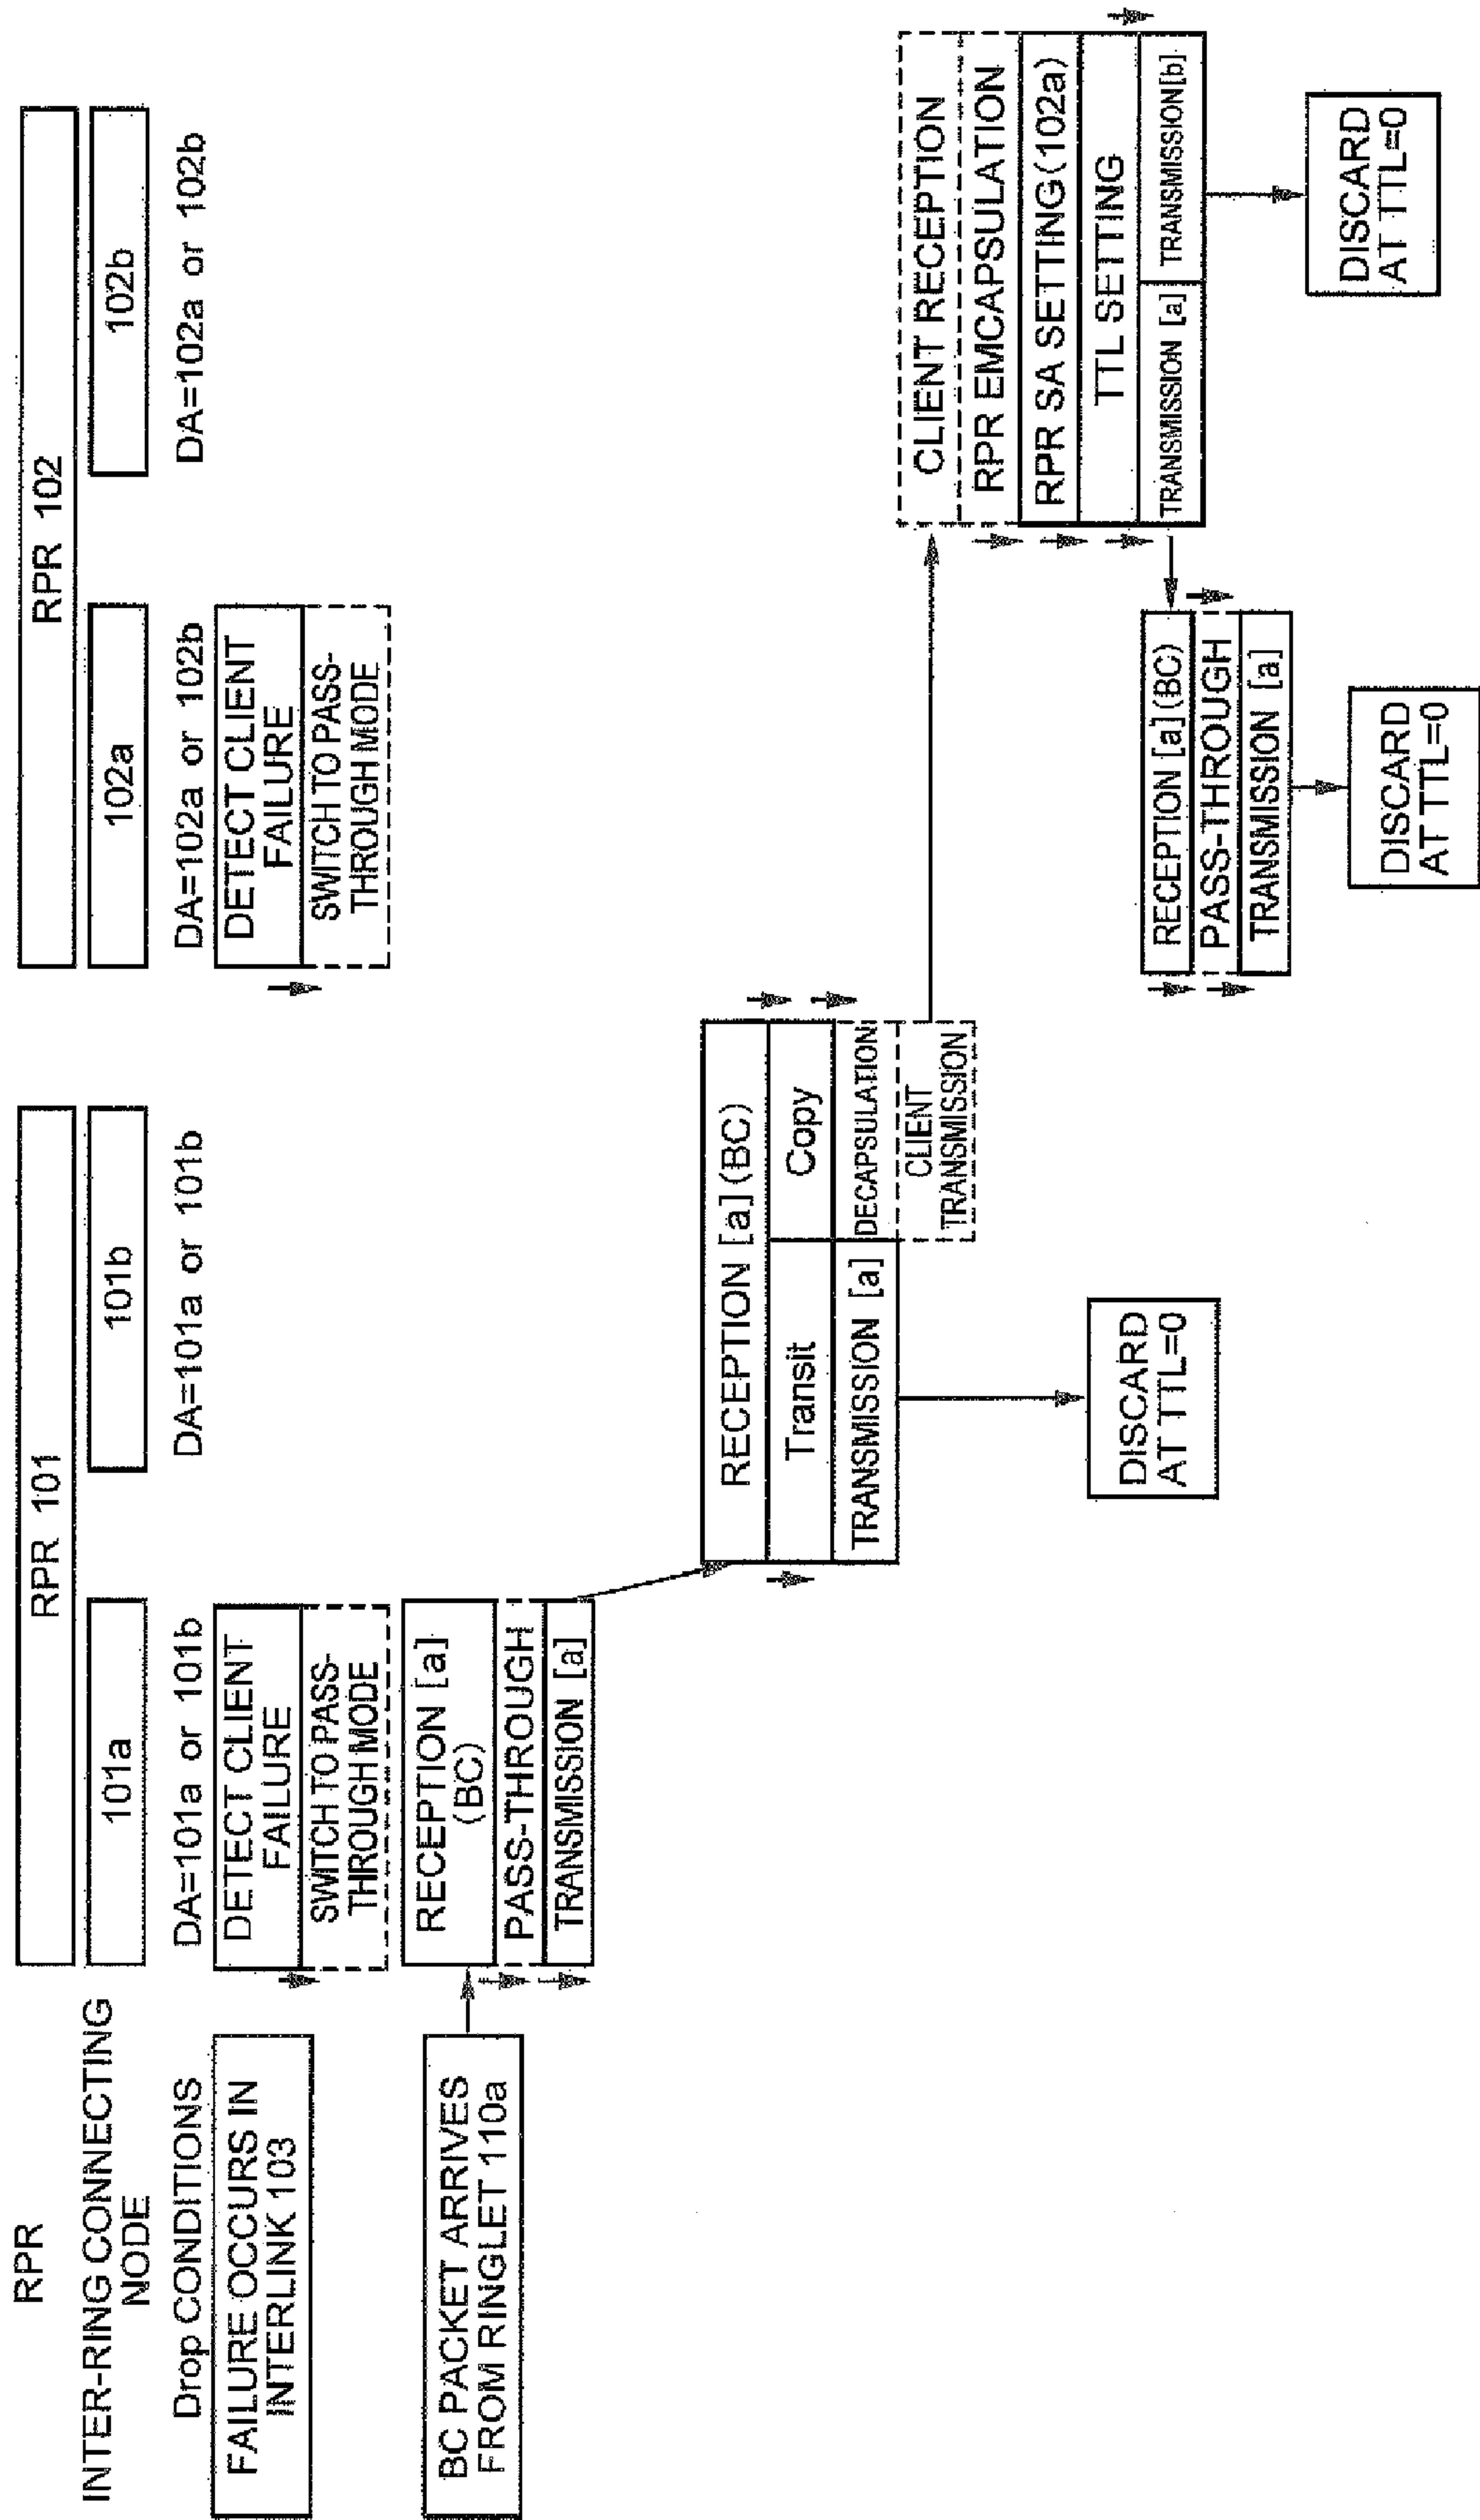 RPR
RPR 101
RPR 102
INTER-RING CONNECTING
NODE
101a
101b
102a
102b
Drop CONDITIONS
DA=101a or 101b
DA=101a or 101b
DA=102a or 102b
DA=102a or 102b
FAILURE OCCURS IN
INTERLINK 103
DETECT CLIENT
FAILURE
SWITCH TO PASS-
THROUGH MODE
DETECT CLIENT
FAILURE
SWITCH TO PASS-
THROUGH MODE
BC PACKET ARRIVES
FROM RINGLET 110a
RECEPTION [a]
(BC)
PASS-THROUGH
TRANSMISSION [a]
RECEPTION [a](BC)
Transit
Copy
TRANSMISSION [a]
DECAPSULATION
CLIENT
TRANSMISSION
DISCARD
AT TTL=0
CLIENT RECEPTION
RPR EMCAPSULATION
RPR SA SETTING(102a)
TTL SETTING
TRANSMISSION [a]
TRANSMISSION[b]
RECEPTION [a](BC)
PASS-THROUGH
TRANSMISSION [a]
DISCARD
AT TTL=0
DISCARD
AT TTL=0